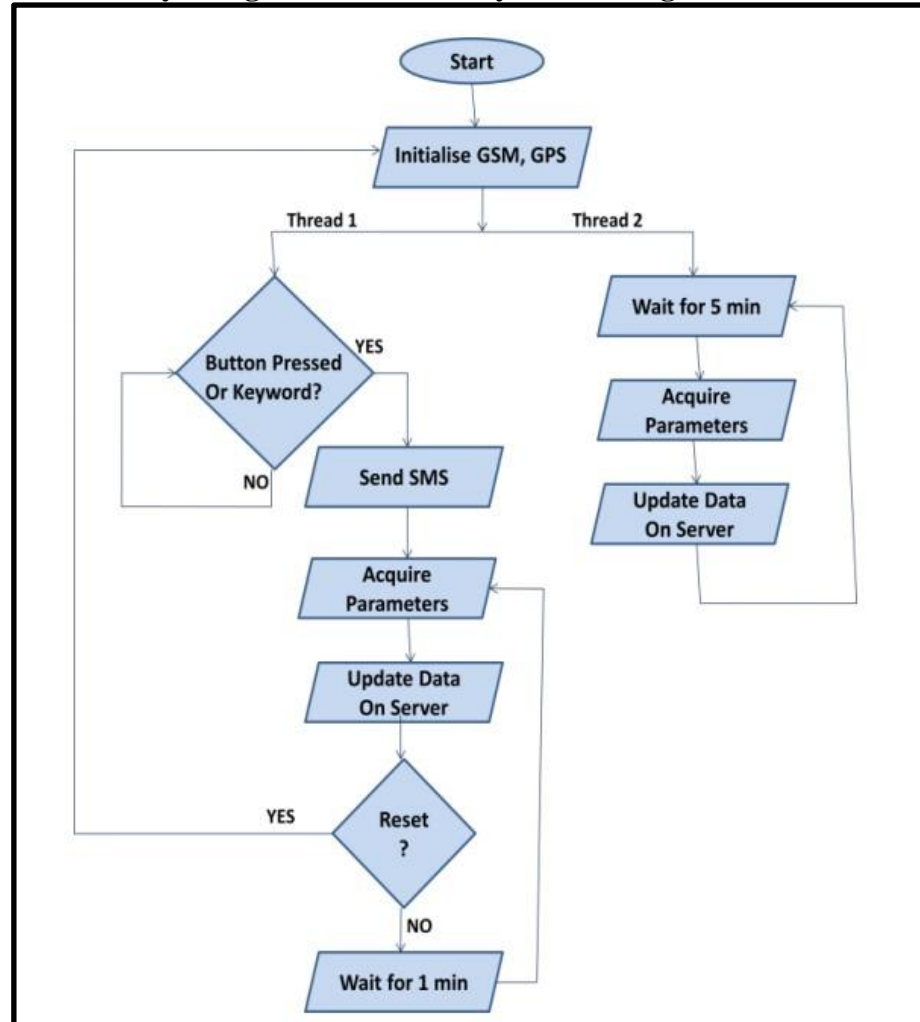 Start
Initialise GSM, GPS
Thread 1
Thread 2
Button Pressed
Or Keyword?
YES
NO
Wait for 5 min
Acquire
Parameters
Update Data
On Server
Send SMS
Acquire
Parameters
Update Data
On Server
Reset
?
YES
NO
Wait for 1 min